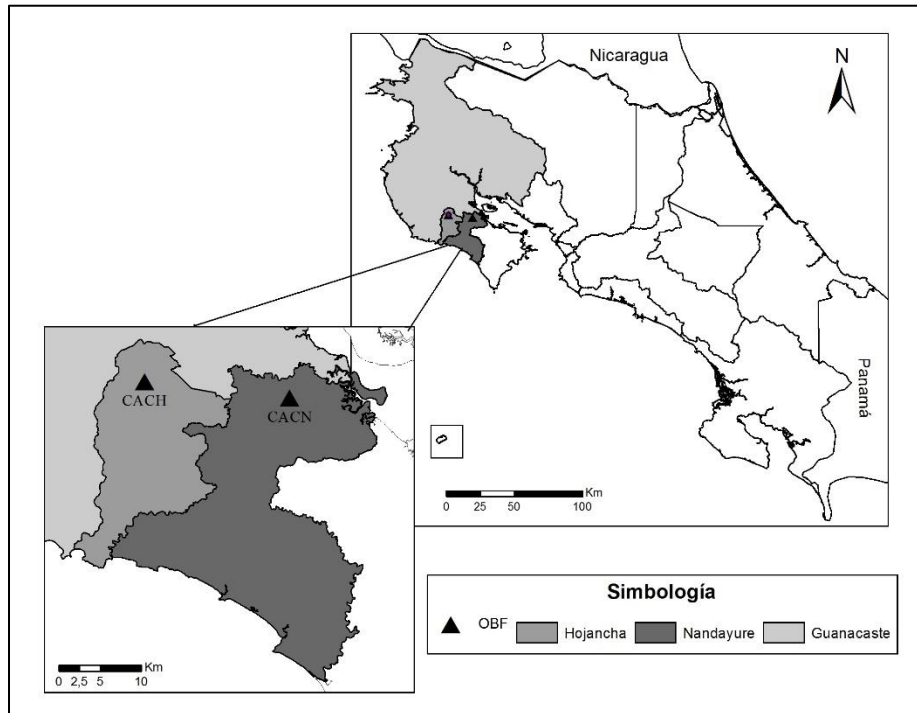 Nicaragua
N
Panamá
Km
0 25 50 100
CACH
CACN
Km
0 2,5 5 10
Simbología
OBF Hojancha Nandayure Guanacaste